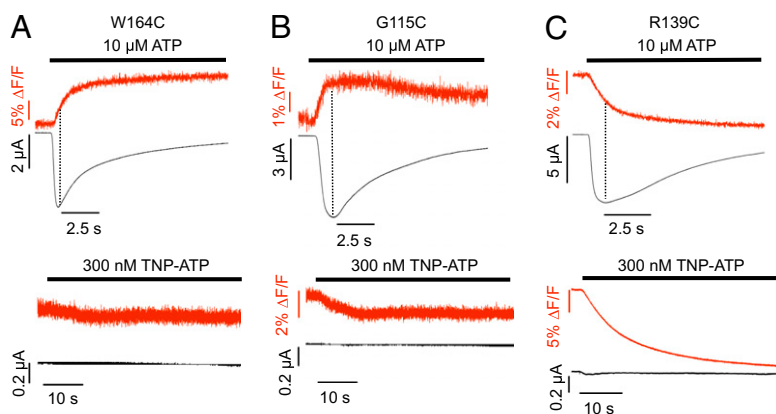 A
W164C
10 µM ATP
5% ΔF/F
2 µA
2.5 s
300 nM TNP-ATP
0.2 µA
10 s
B
G115C
10 µM ATP
1% ΔF/F
3 µA
2.5 s
300 nM TNP-ATP
2% ΔF/F
0.2 µA
10 s
C
R139C
10 µM ATP
2% ΔF/F
5 µA
2.5 s
300 nM TNP-ATP
5% ΔF/F
0.2 µA
10 s